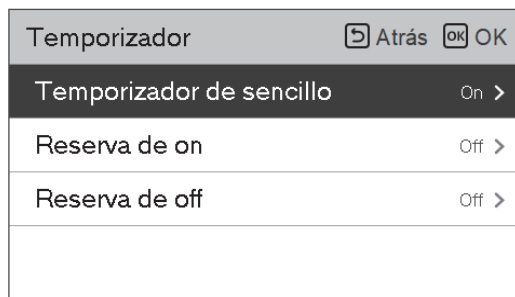 Temporizador Atrás OK OK
Temporizador de sencillo On >
Reserva de on Off >
Reserva de off Off >